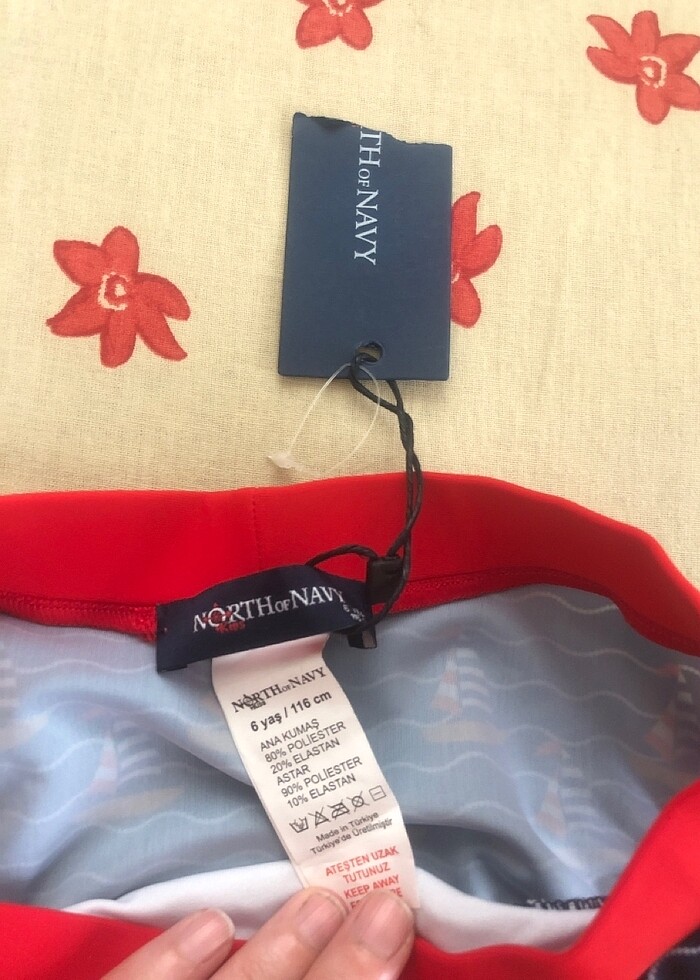 TH OF NAVY
NORTH OF NAVY
KIDS
NORTH OF NAVY
6 yaş / 116 cm
ANA KUMAŞ
80% POLİESTER
20% ELASTAN
ASTAR
90% POLİESTER
10% ELASTAN
Made in Türkiye
Türkiye'de Üretilmiştir
ATEŞTEN UZAK
TUTUNUZ
KEEP AWAY